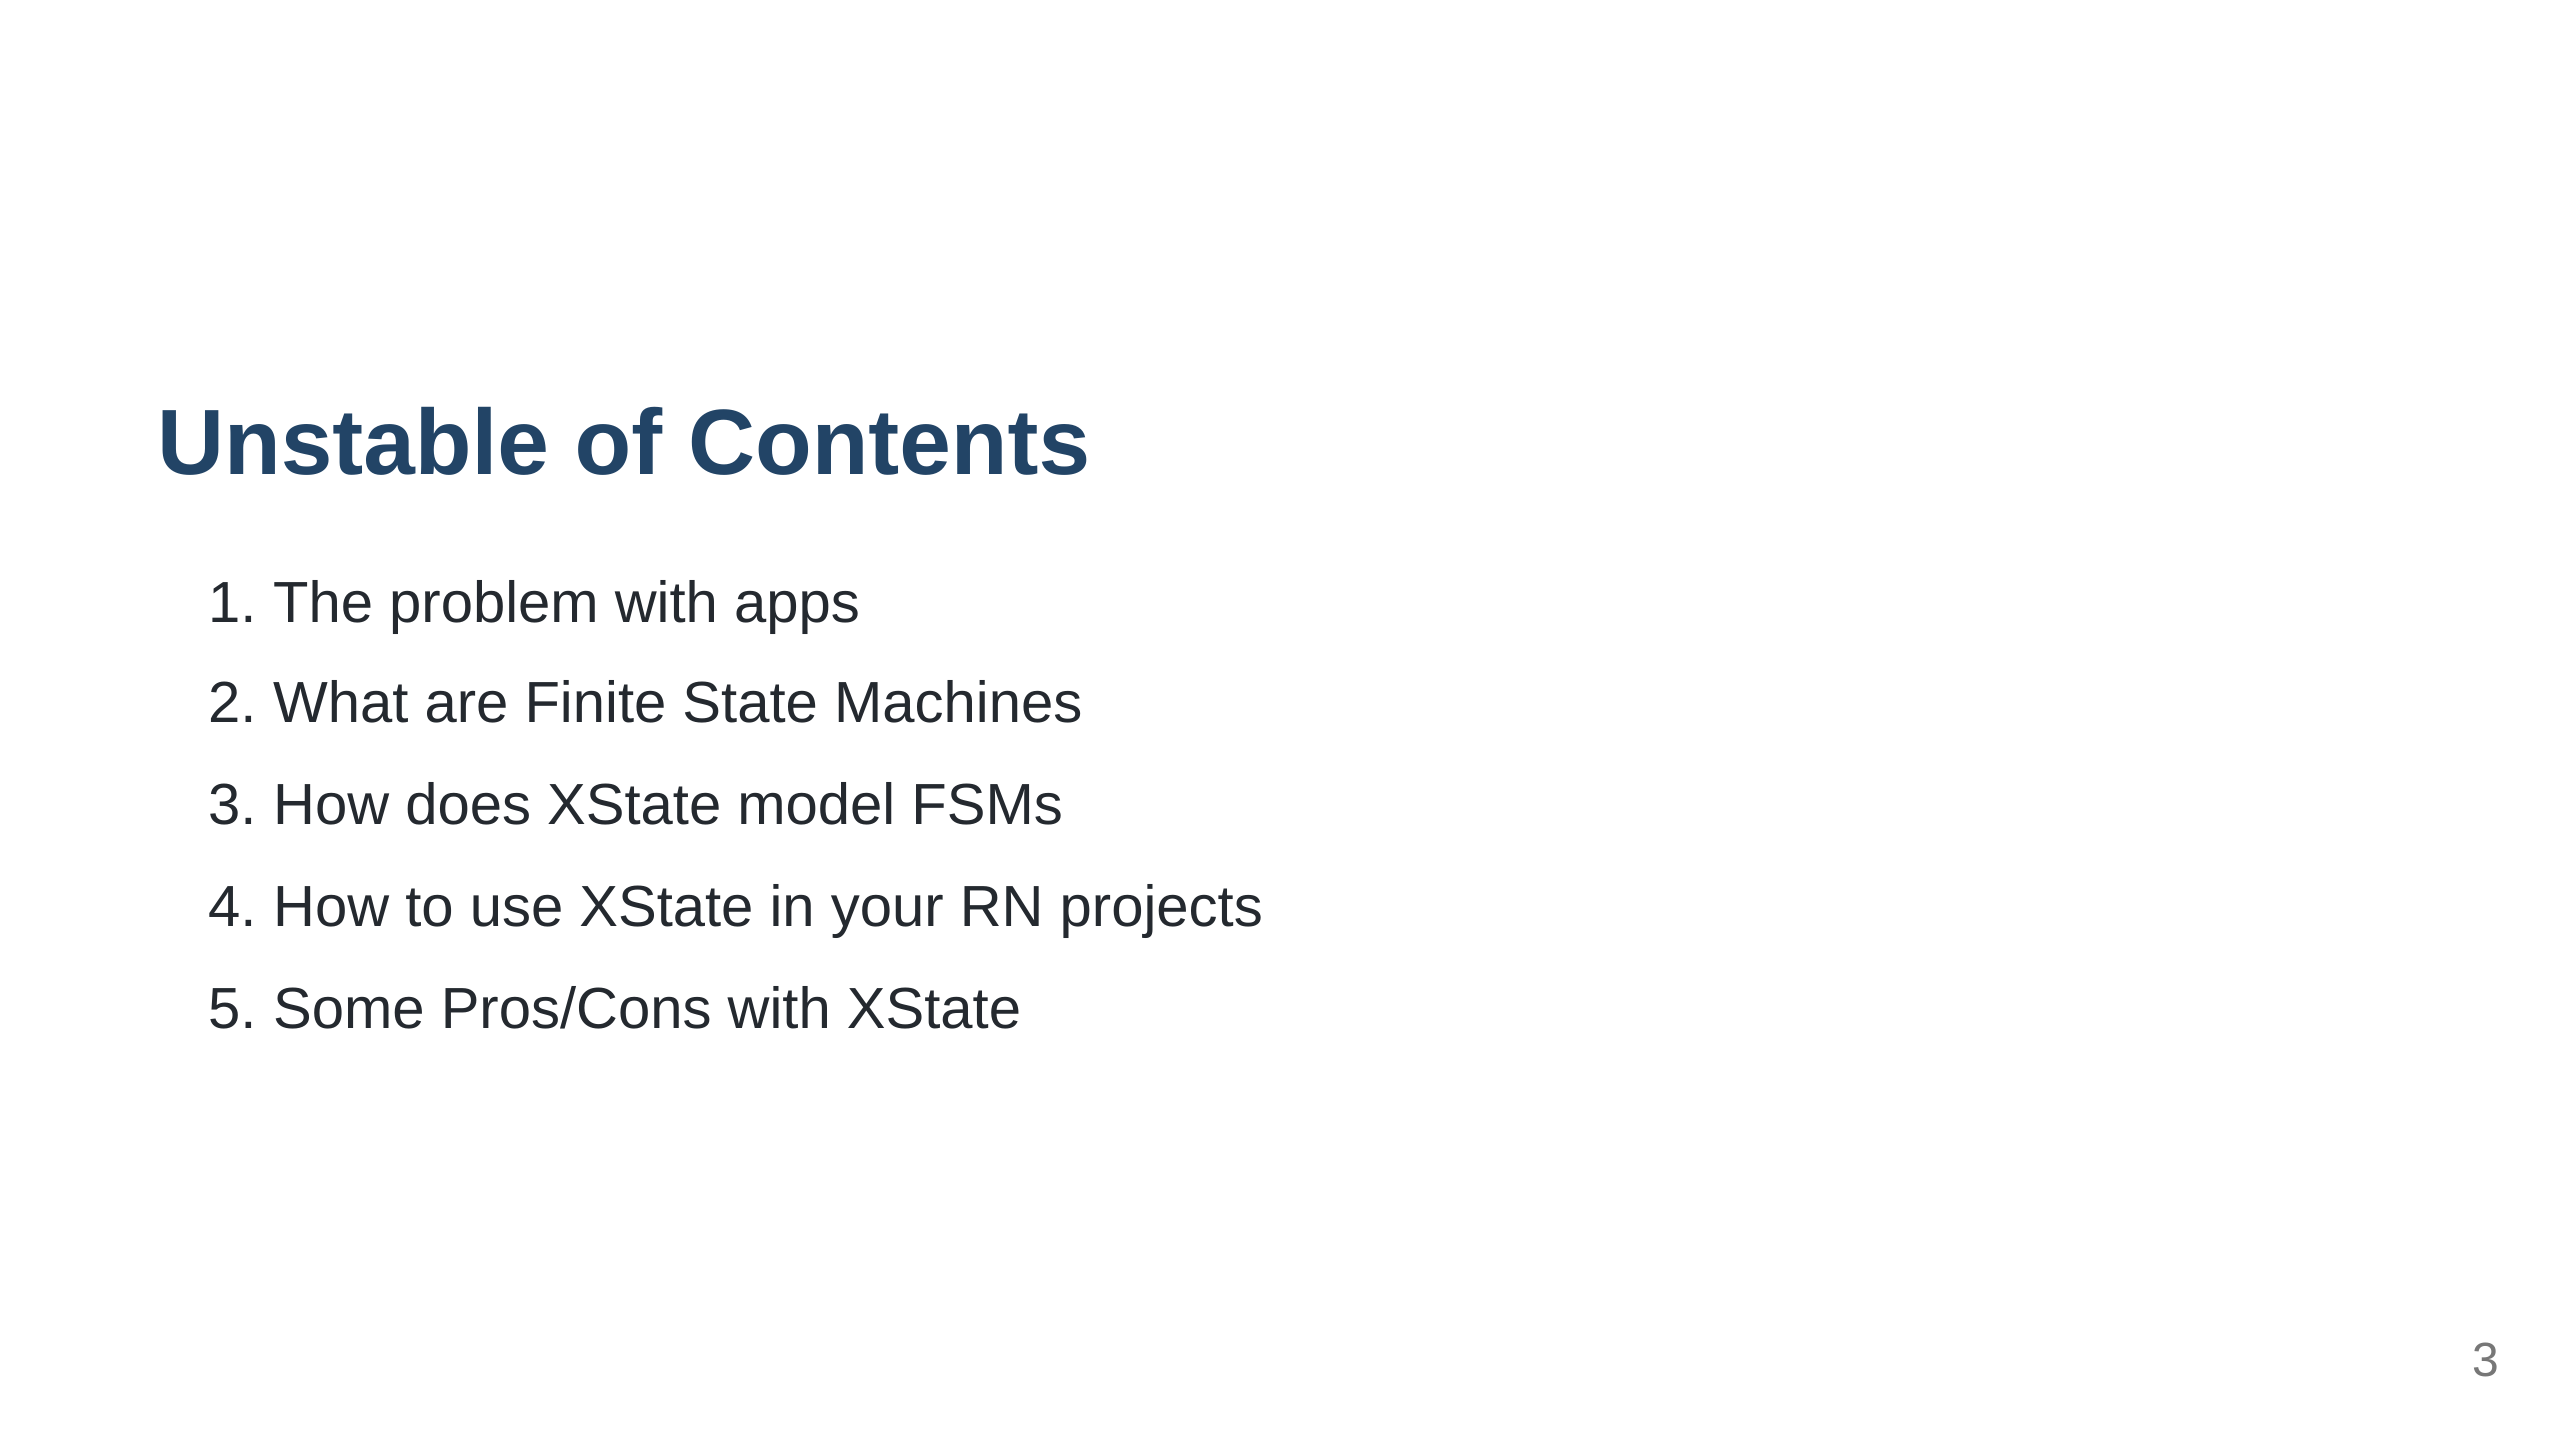 Unstable of Contents
1. The problem with apps
2. What are Finite State Machines
3. How does XState model FSMs
4. How to use XState in your RN projects
5. Some Pros/Cons with XState
3